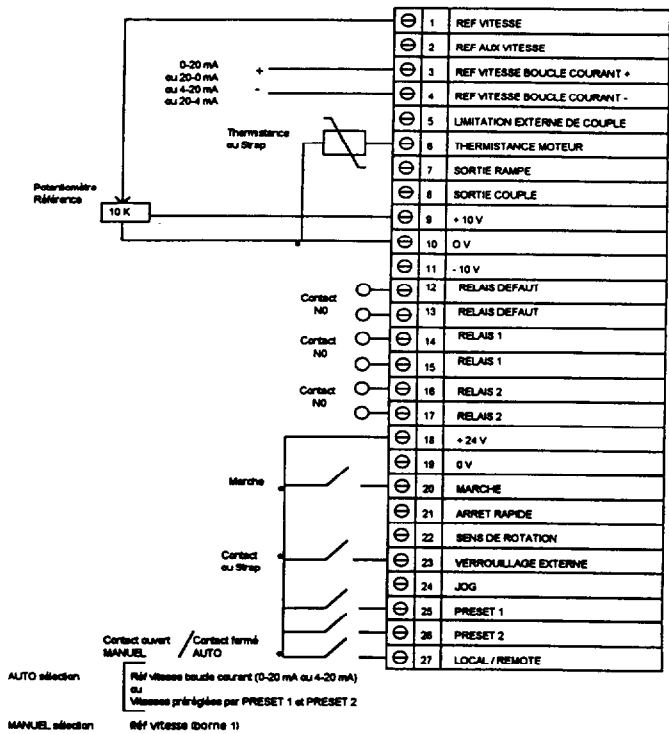 1 REF VITESSE
2 REF AUX VITESSE
0-20 mA
ou 20-0 mA
ou 4-20 mA
ou 20-4 mA
+ 3 REF VITESSE BOUCLE COURANT +
- 4 REF VITESSE BOUCLE COURANT -
5 LIMITATION EXTERNE DE COUPLE
Thermistance
ou Strap
6 THERMISTANCE MOTEUR
7 SORTIE RAMPE
8 SORTIE COUPLE
Potentiomètre
Référence
10 K
9 + 10 V
10 O V
11 - 10 V
12 RELAIS DEFAUT
Contact
N0
13 RELAIS DEFAUT
14 RELAIS 1
Contact
N0
15 RELAIS 1
16 RELAIS 2
Contact
N0
17 RELAIS 2
18 + 24 V
19 0 V
Marche
20 MARCHE
21 ARRET RAPIDE
22 SENS DE ROTATION
Contact
ou Strap
23 VERROUILLAGE EXTERNE
24 JOG
25 PRESET 1
26 PRESET 2
Contact ouvert / Contact fermé
MANUEL AUTO
27 LOCAL / REMOTE
AUTO sélection
Réf vitesse boucle courant (0-20 mA ou 4-20 mA)
ou
Vitesses préréglées par PRESET 1 et PRESET 2
MANUEL sélection Réf vitesse (borne 1)